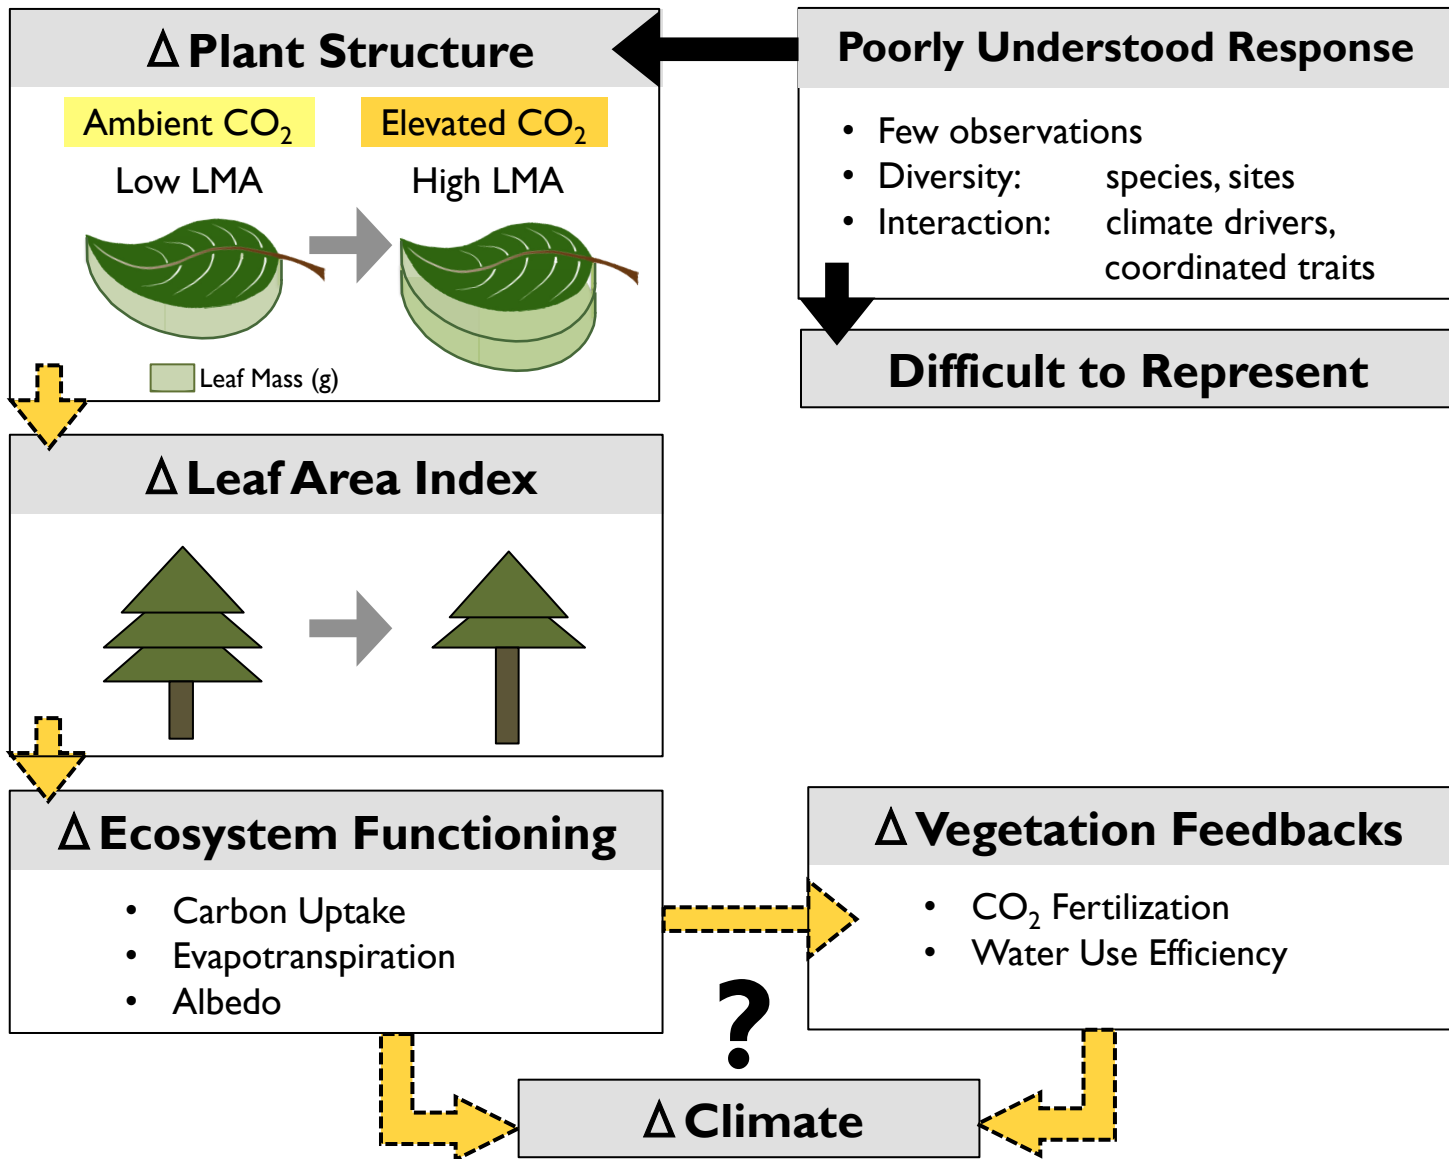 Δ Plant Structure
Ambient CO₂
Elevated CO₂
Low LMA
High LMA
Leaf Mass (g)
Poorly Understood Response
• Few observations
• Diversity: species, sites
• Interaction: climate drivers,
coordinated traits
Difficult to Represent
Δ Leaf Area Index
Δ Ecosystem Functioning
• Carbon Uptake
• Evapotranspiration
• Albedo
Δ Vegetation Feedbacks
• CO₂ Fertilization
• Water Use Efficiency
?
Δ Climate